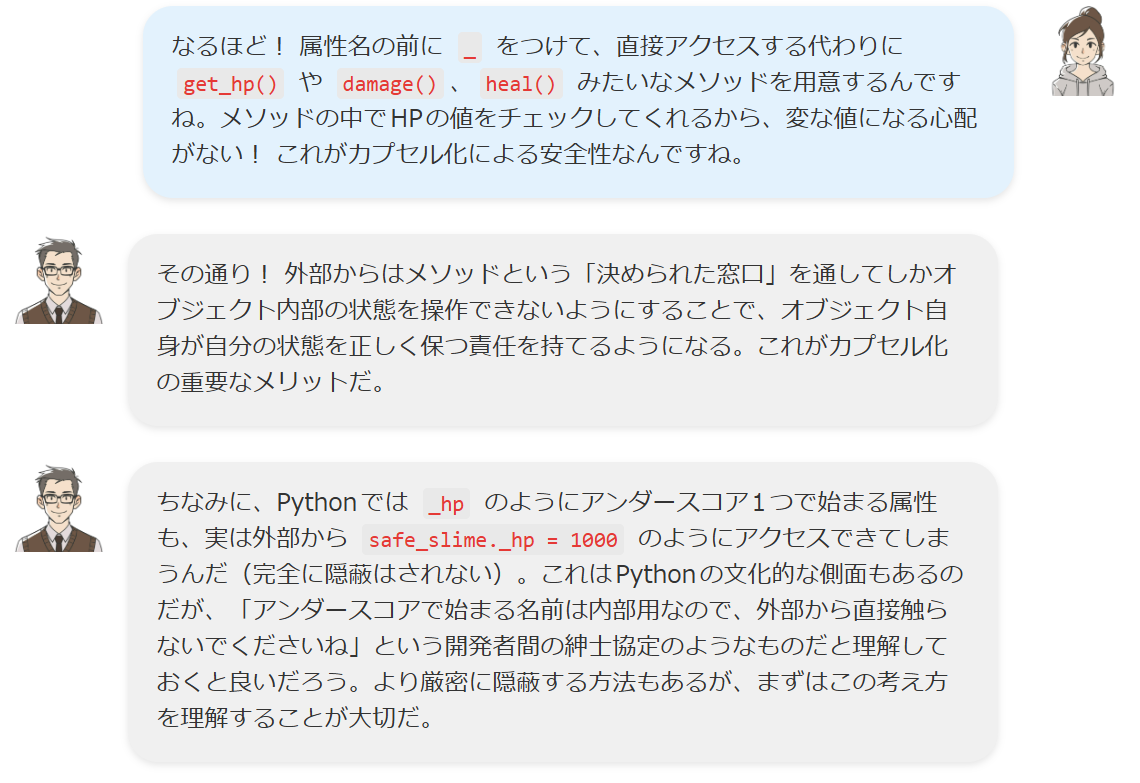 なるほど! 属性名の前に _ をつけて、直接アクセスする代わりに
get_hp() や damage() 、 heal() みたいなメソッドを用意するんです
ね。メソッドの中でHPの値をチェックしてくれるから、変な値になる心配
がない! これがカプセル化による安全性なんですね。
その通り! 外部からはメソッドという「決められた窓口」を通してしかオ
ブジェクト内部の状態を操作できないようにすることで、オブジェクト自
身が自分の状態を正しく保つ責任を持てるようになる。これがカプセル化
の重要なメリットだ。
ちなみに、Pythonでは _hp のようにアンダースコア1つで始まる属性
も、実は外部から safe_slime._hp = 1000 のようにアクセスできてしま
うんだ(完全に隠蔽はされない)。これはPythonの文化的な側面もあるの
だが、「アンダースコアで始まる名前は内部用なので、外部から直接触ら
ないでくださいね」という開発者間の紳士協定のようなものだと理解して
おくと良いだろう。より厳密に隠蔽する方法もあるが、まずはこの考え方
を理解することが大切だ。